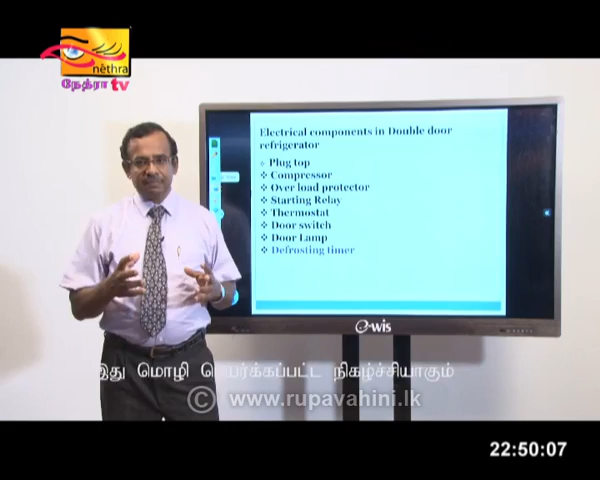 nēthra
நேத்ரா tv
Electrical components in Double door
refrigerator
❖ Plug top
❖ Compressor
❖ Over load protector
❖ Starting Relay
❖ Thermostat
❖ Door switch
❖ Door Lamp
❖ Defrosting timer
e-wis
இது மொழி பெயர்க்கப்பட்ட நிகழ்ச்சியாகும்
© www.rupavahini.lk
22:50:07